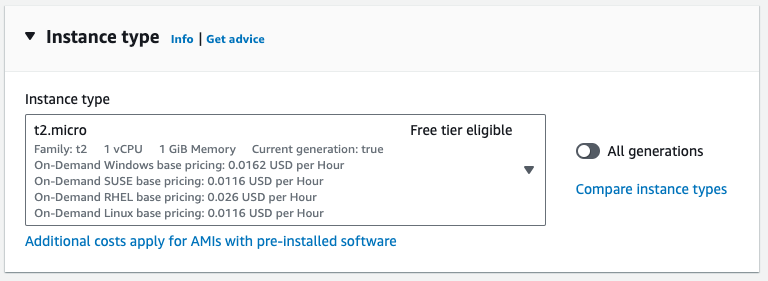 Instance type Info | Get advice
Instance type
t2.micro Free tier eligible
Family: t2 1 vCPU 1 GiB Memory Current generation: true
On-Demand Windows base pricing: 0.0162 USD per Hour
On-Demand SUSE base pricing: 0.0116 USD per Hour
On-Demand RHEL base pricing: 0.026 USD per Hour
On-Demand Linux base pricing: 0.0116 USD per Hour
All generations
Compare instance types
Additional costs apply for AMIs with pre-installed software